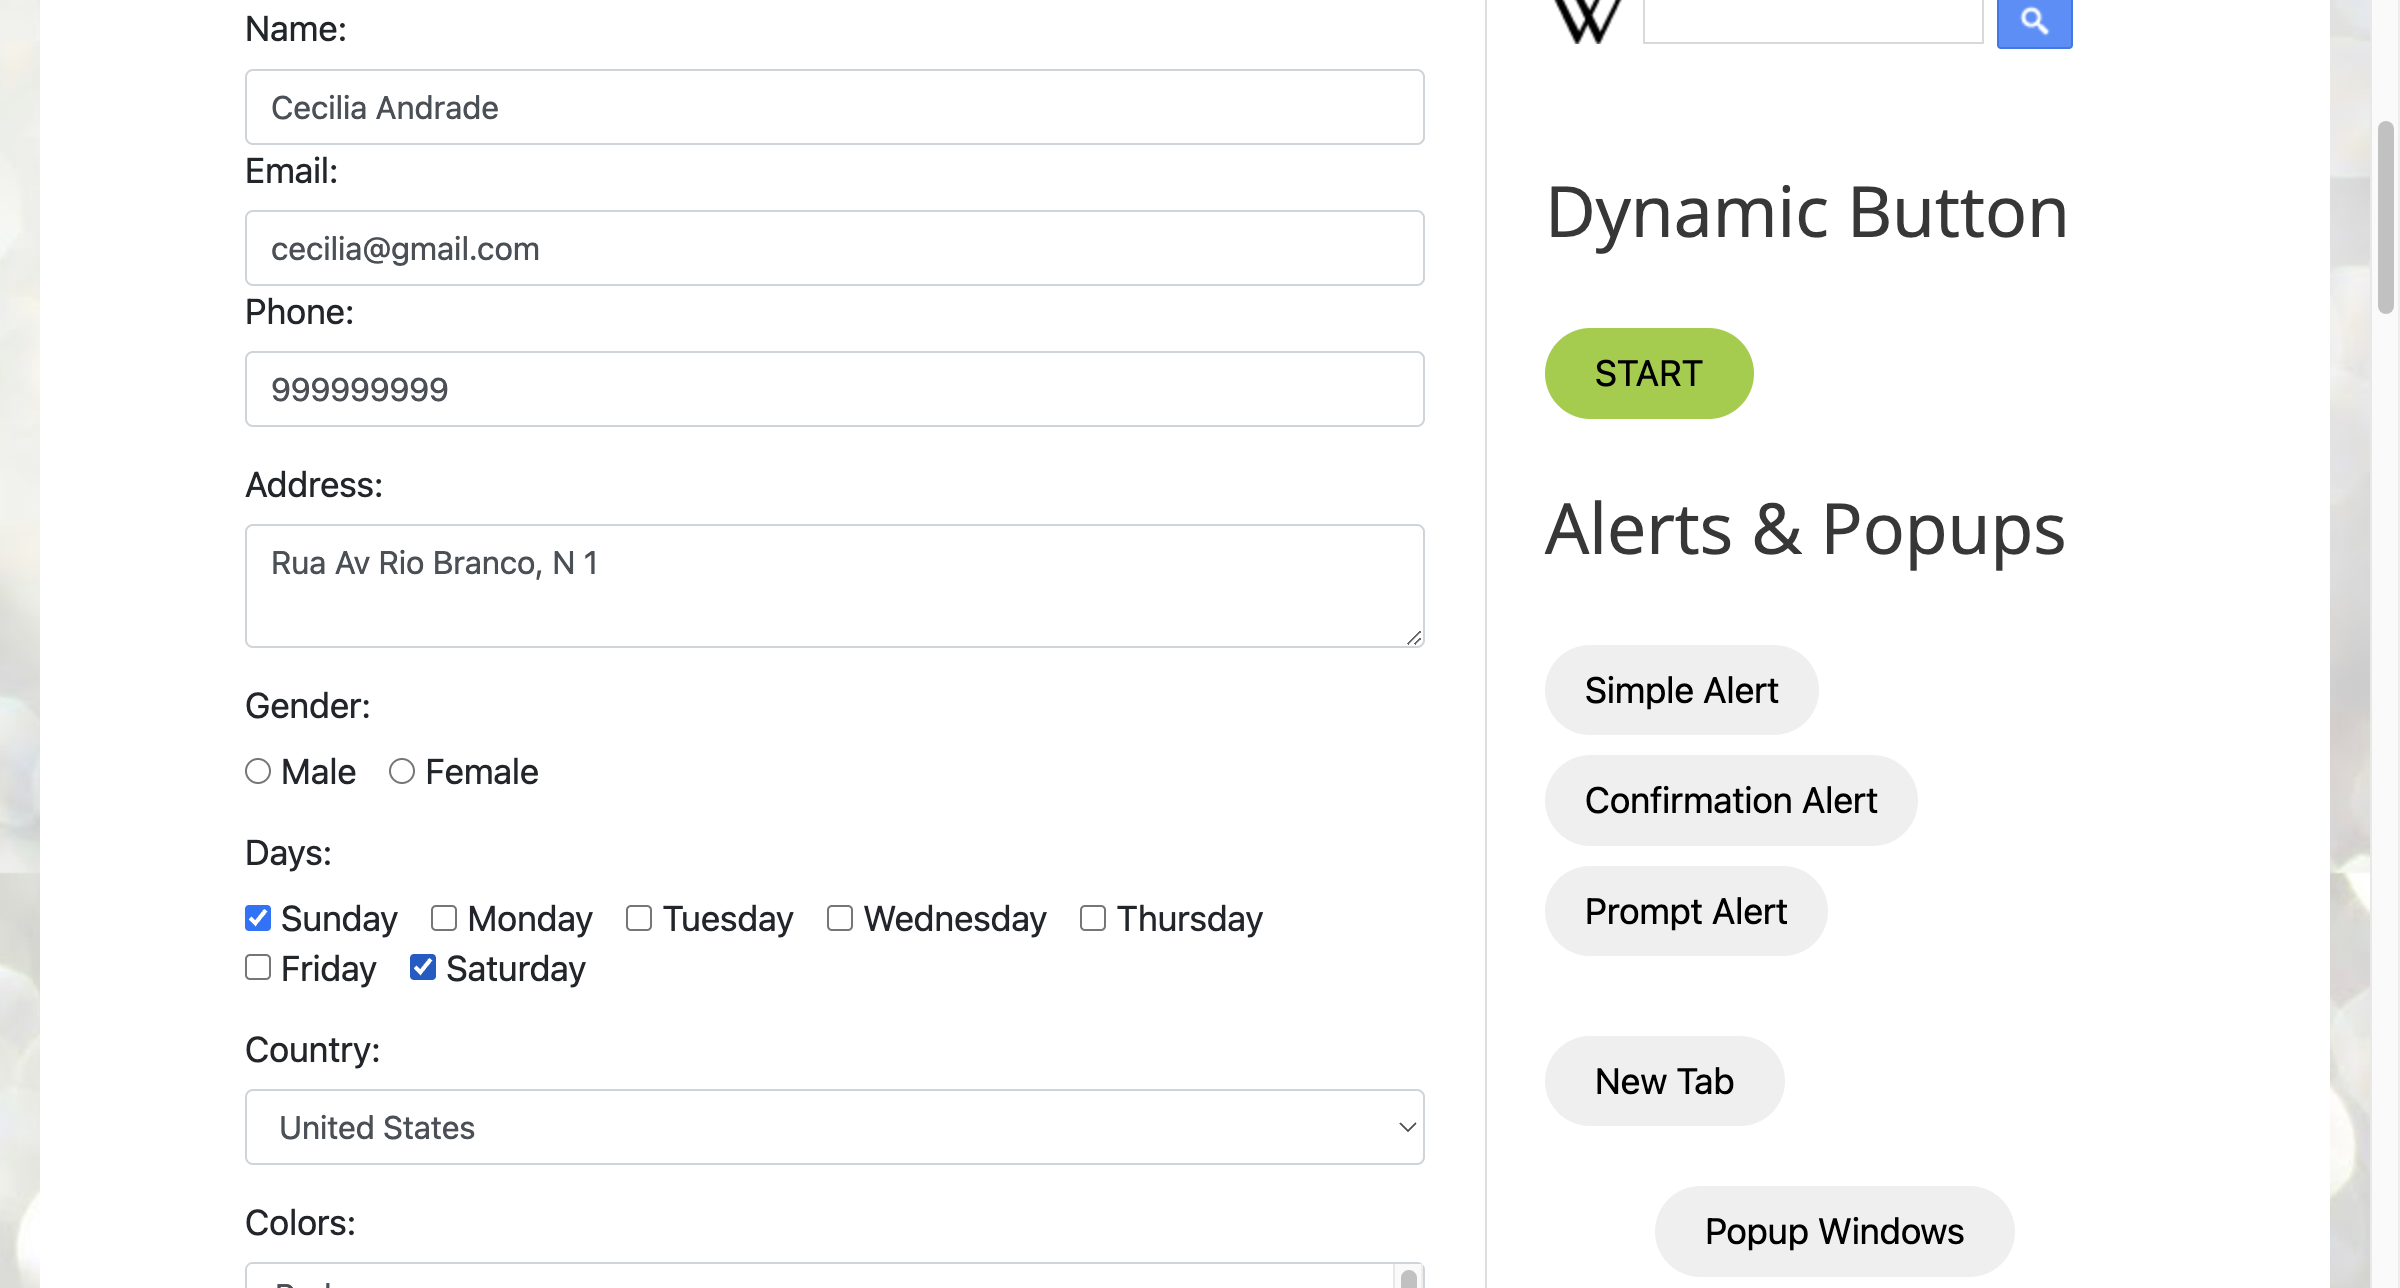 Name:
Cecilia Andrade
Email:
cecilia@gmail.com
Phone:
999999999
Address:
Rua Av Rio Branco, N 1
Gender:
Male Female
Days:
Sunday Monday Tuesday Wednesday Thursday
Friday Saturday
Country:
United States
Colors:
W
Dynamic Button
START
Alerts & Popups
Simple Alert
Confirmation Alert
Prompt Alert
New Tab
Popup Windows